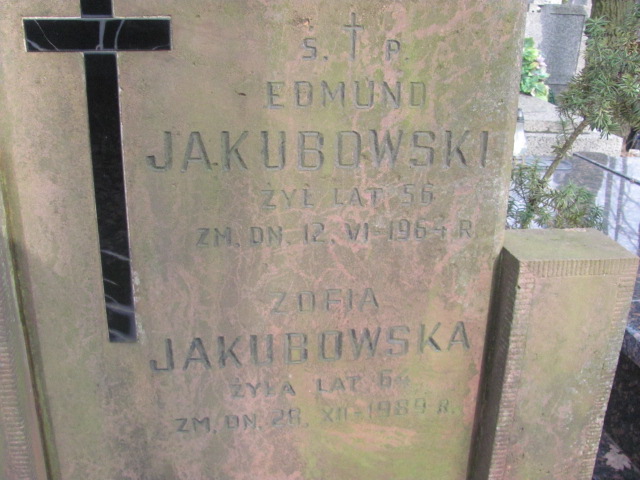 Ś. † P.
EDMUND
JAKUBOWSKI
ŻYŁ LAT 56
ZM. DN. 12. VI-1964 R.
ZOFIA
JAKUBOWSKA
ŻYŁA LAT 64
ZM. DN. 28. XII-1989 R.